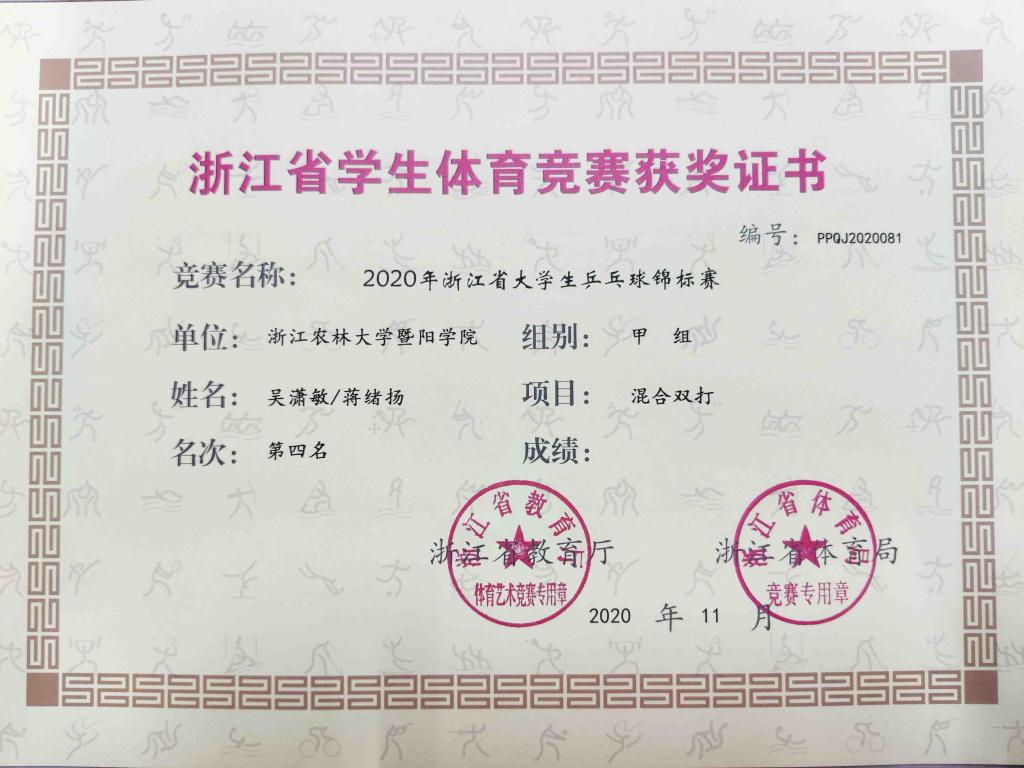 浙江省学生体育竞赛获奖证书
编号： PPQJ2020081
竞赛名称： 2020年浙江省大学生乒乓球锦标赛
单位： 浙江农林大学暨阳学院 组别： 甲 组
姓名： 吴潇敏/蒋绪扬 项目： 混合双打
名次： 第四名 成绩：
浙江省教育厅 浙江省体育局
浙江省教育厅
体育艺术竞赛专用章
浙江省体育局
竞赛专用章
2020 年 11 月